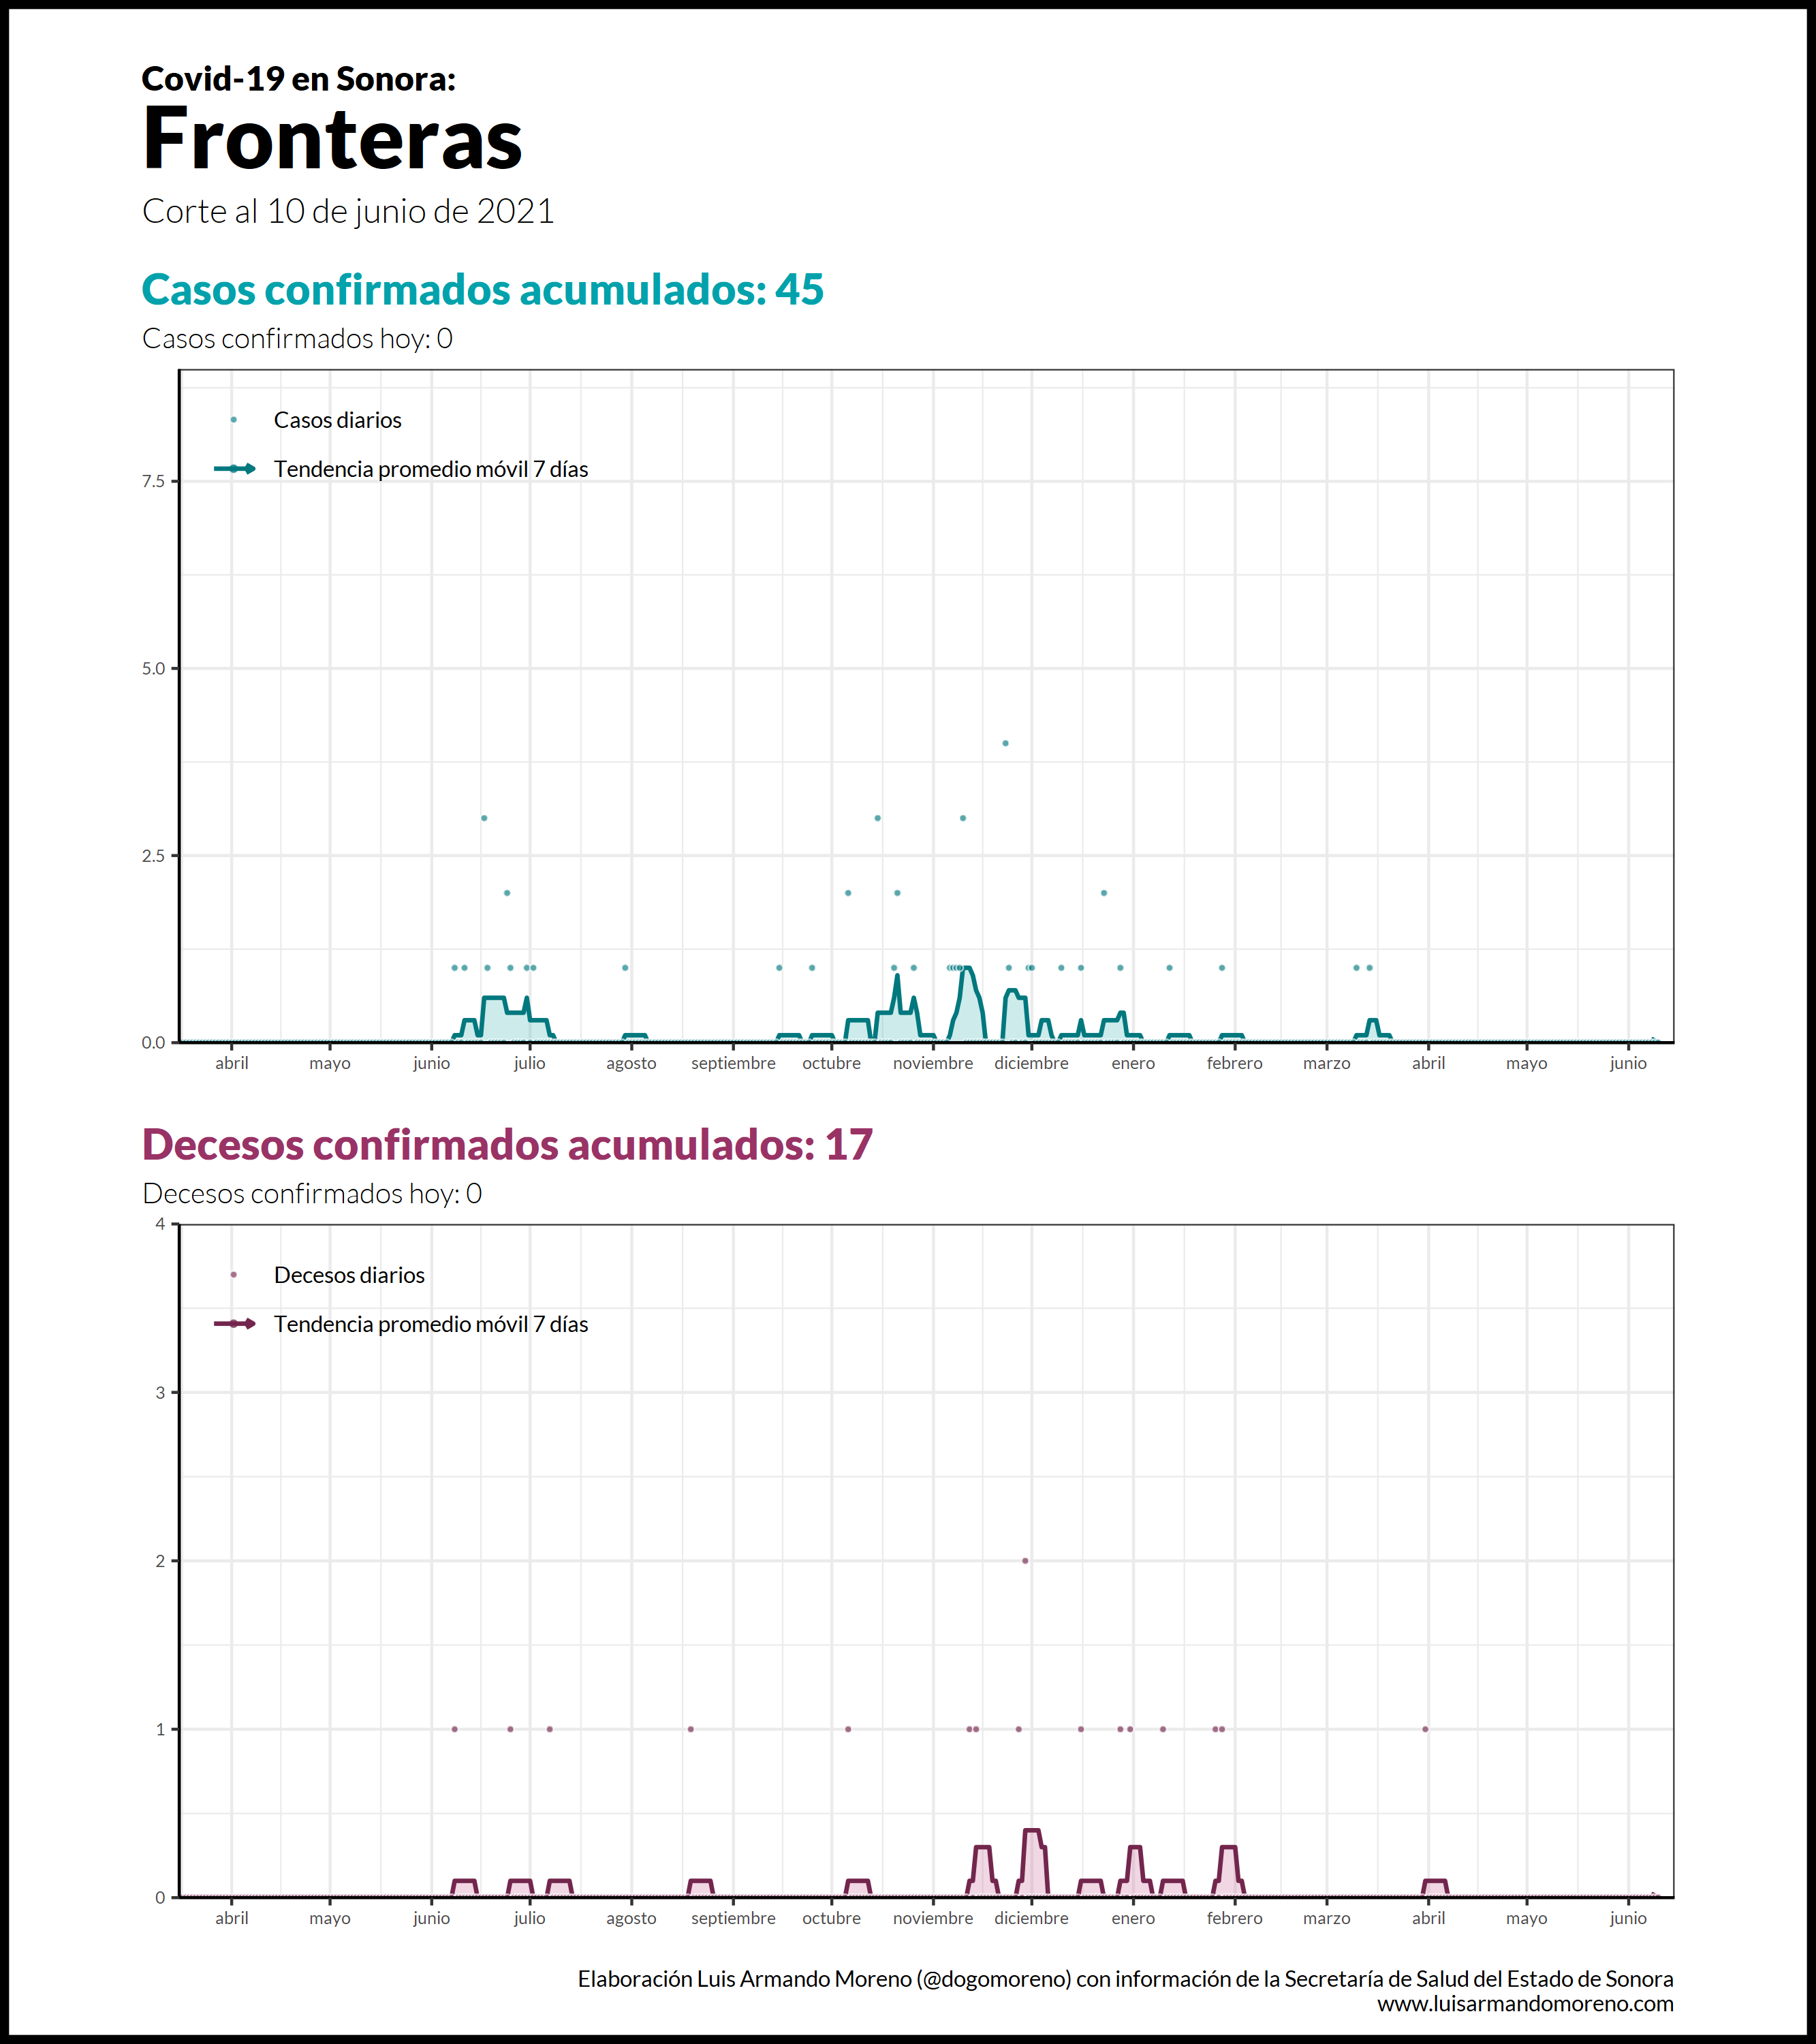 Covid-19 en Sonora:
Fronteras
Corte al 10 de junio de 2021
Casos confirmados acumulados: 45
Casos confirmados hoy: 0
Casos diarios
Tendencia promedio móvil 7 días
7.5
5.0
2.5
0.0
abril mayo junio julio agosto septiembre octubre noviembre diciembre enero febrero marzo abril mayo junio
Decesos confirmados acumulados: 17
Decesos confirmados hoy: 0
4
Decesos diarios
Tendencia promedio móvil 7 días
3
2
1
0
abril mayo junio julio agosto septiembre octubre noviembre diciembre enero febrero marzo abril mayo junio
Elaboración Luis Armando Moreno (@dogomoreno) con información de la Secretaría de Salud del Estado de Sonora
www.luisarmandomoreno.com